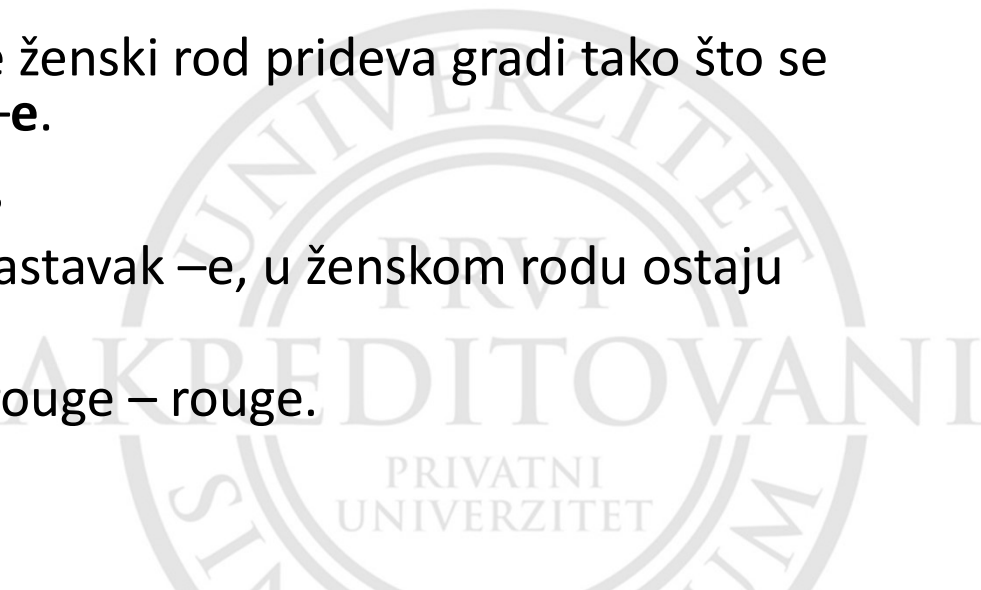 e ženski rod prideva gradi tako što se
–e.
.
astavak –e, u ženskom rodu ostaju
ouge – rouge.
UNIVERZITET
PRVI
AKREDITOVANI
PRIVATNI
UNIVERZITET